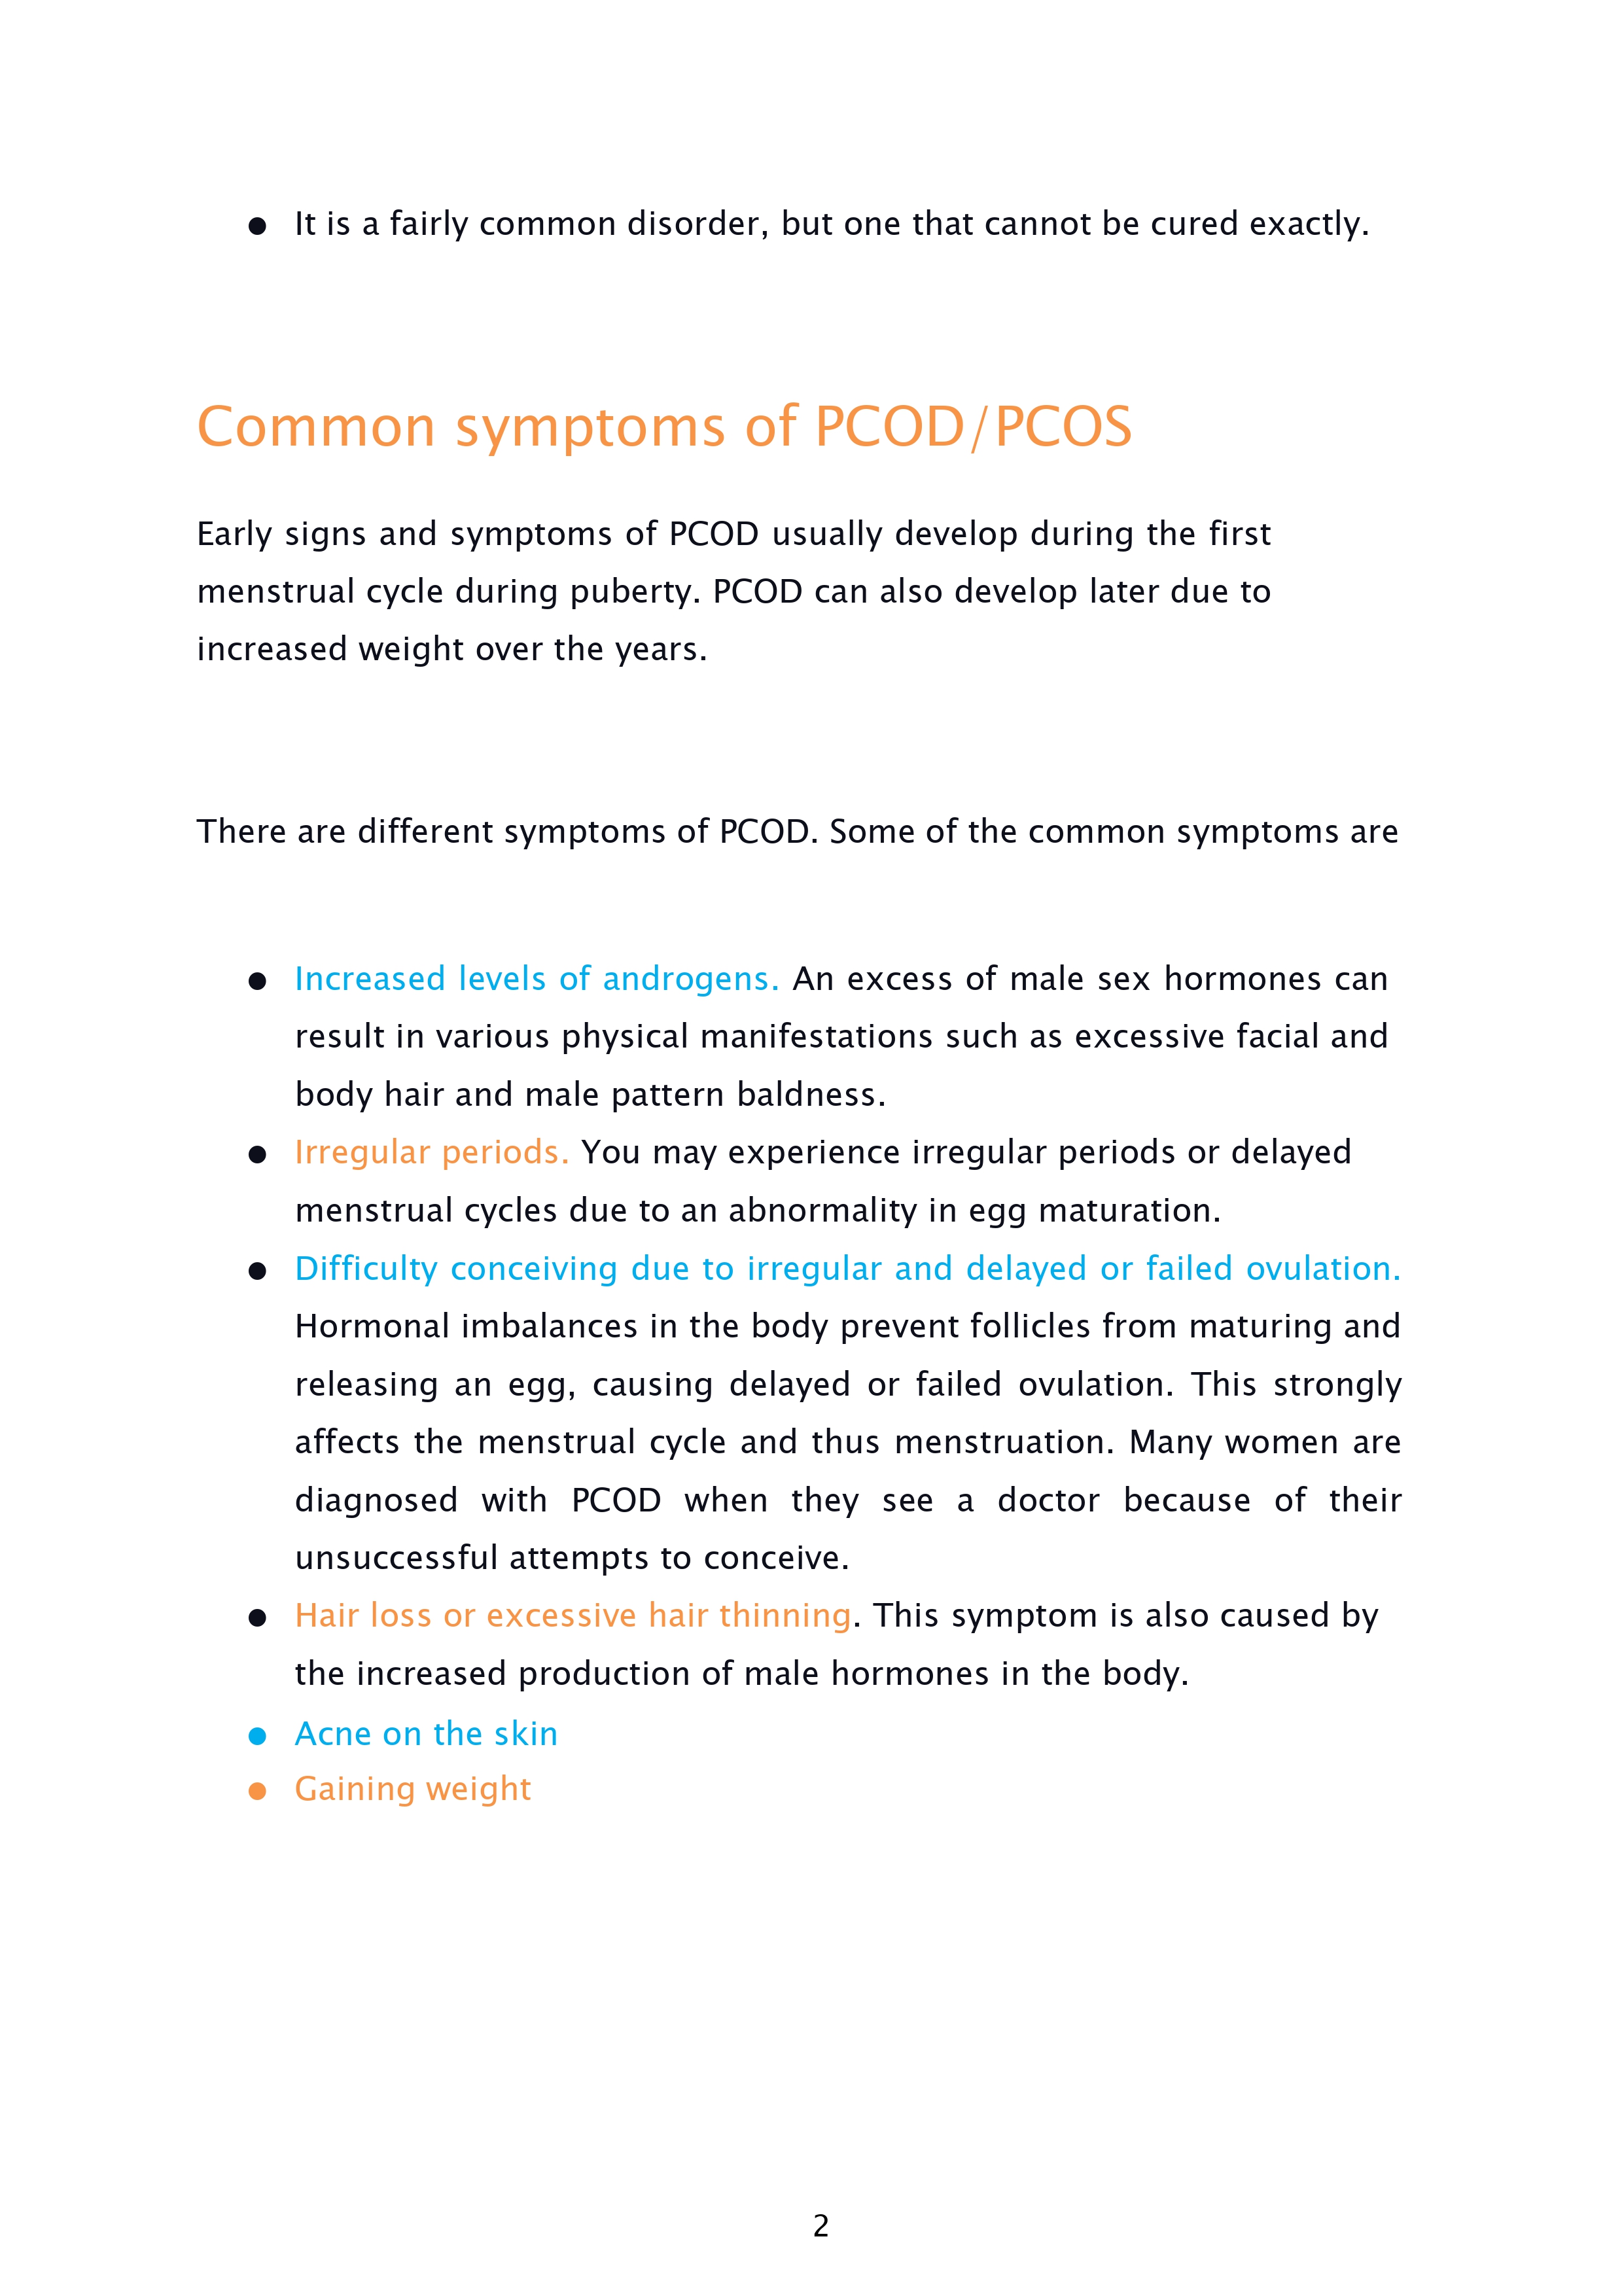 ● It is a fairly common disorder, but one that cannot be cured exactly.
Common symptoms of PCOD/PCOS
Early signs and symptoms of PCOD usually develop during the first
menstrual cycle during puberty. PCOD can also develop later due to
increased weight over the years.
There are different symptoms of PCOD. Some of the common symptoms are
● Increased levels of androgens. An excess of male sex hormones can
result in various physical manifestations such as excessive facial and
body hair and male pattern baldness.
● Irregular periods. You may experience irregular periods or delayed
menstrual cycles due to an abnormality in egg maturation.
● Difficulty conceiving due to irregular and delayed or failed ovulation.
Hormonal imbalances in the body prevent follicles from maturing and
releasing an egg, causing delayed or failed ovulation. This strongly
affects the menstrual cycle and thus menstruation. Many women are
diagnosed with PCOD when they see a doctor because of their
unsuccessful attempts to conceive.
● Hair loss or excessive hair thinning. This symptom is also caused by
the increased production of male hormones in the body.
● Acne on the skin
● Gaining weight
2